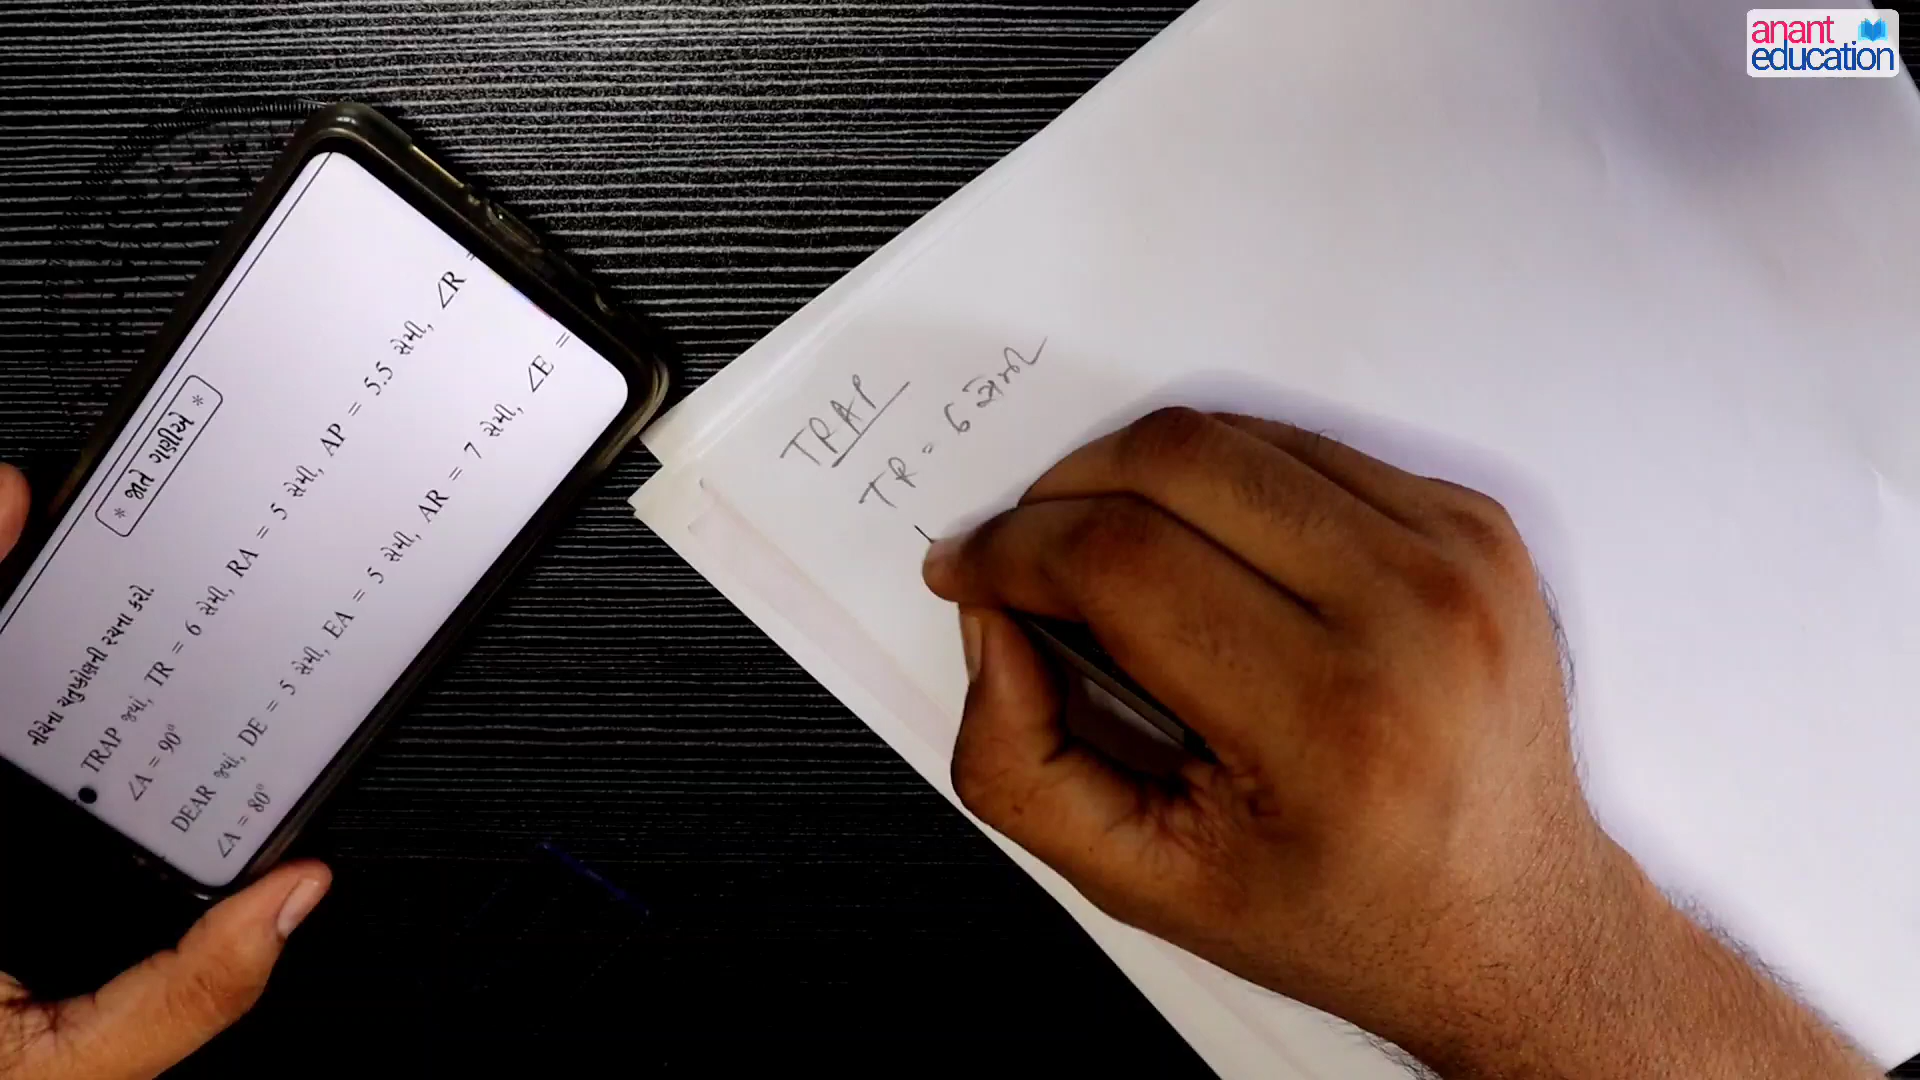 * જાતે ગણીએ *
નીચેના ચતુષ્કોણની રચના કરો.
TRAP જ્યાં, TR = 6 સેમી, RA = 5 સેમી, AP = 5.5 સેમી, ∠R =
∠A = 90°
DEAR જ્યાં, DE = 5 સેમી, EA = 5 સેમી, AR = 7 સેમી, ∠E =
∠A = 80°
TRAP
TR = 6 સેમી
anant
education